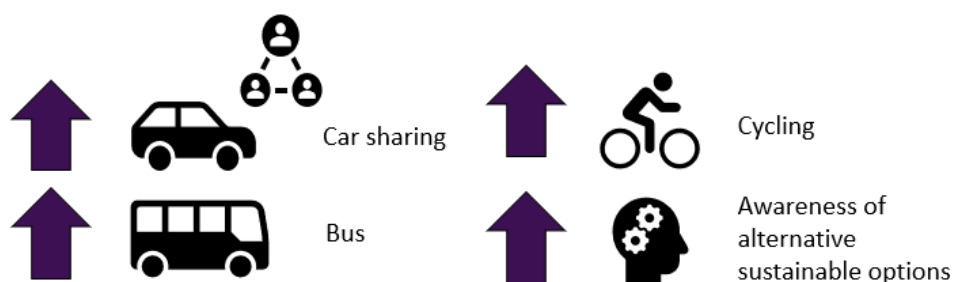 Car sharing
Cycling
Bus
Awareness of
alternative
sustainable options